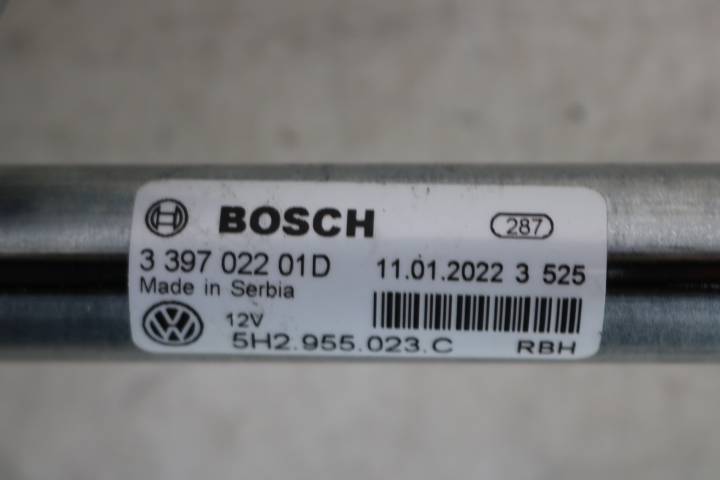 BOSCH 287
3 397 022 01D 11.01.2022 3 525
Made in Serbia
12V
5H2.955.023.C RBH